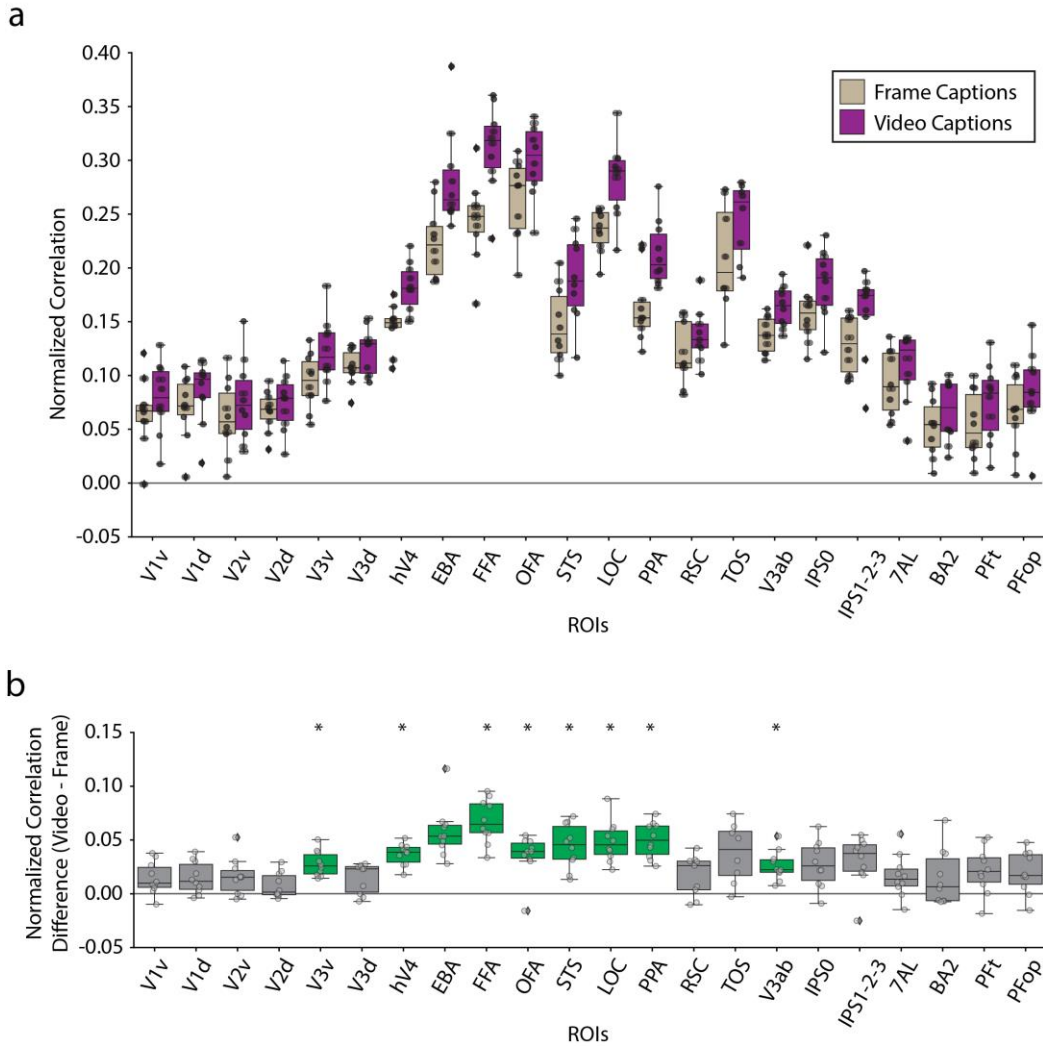 a
0.40
0.35
0.30
0.25
0.20
0.15
0.10
0.05
0.00
-0.05
Normalized Correlation
Frame Captions
Video Captions
V1v V1d V2v V2d V3v V3d hV4 EBA FFA OFA STS LOC PPA RSC TOS V3ab IPS0 IPS1-2-3 7AL BA2 PFt PFop
ROIs
b
0.15
0.10
0.05
0.00
-0.05
Normalized Correlation
Difference (Video - Frame)
* * * * * * * *
V1v V1d V2v V2d V3v V3d hV4 EBA FFA OFA STS LOC PPA RSC TOS V3ab IPS0 IPS1-2-3 7AL BA2 PFt PFop
ROIs